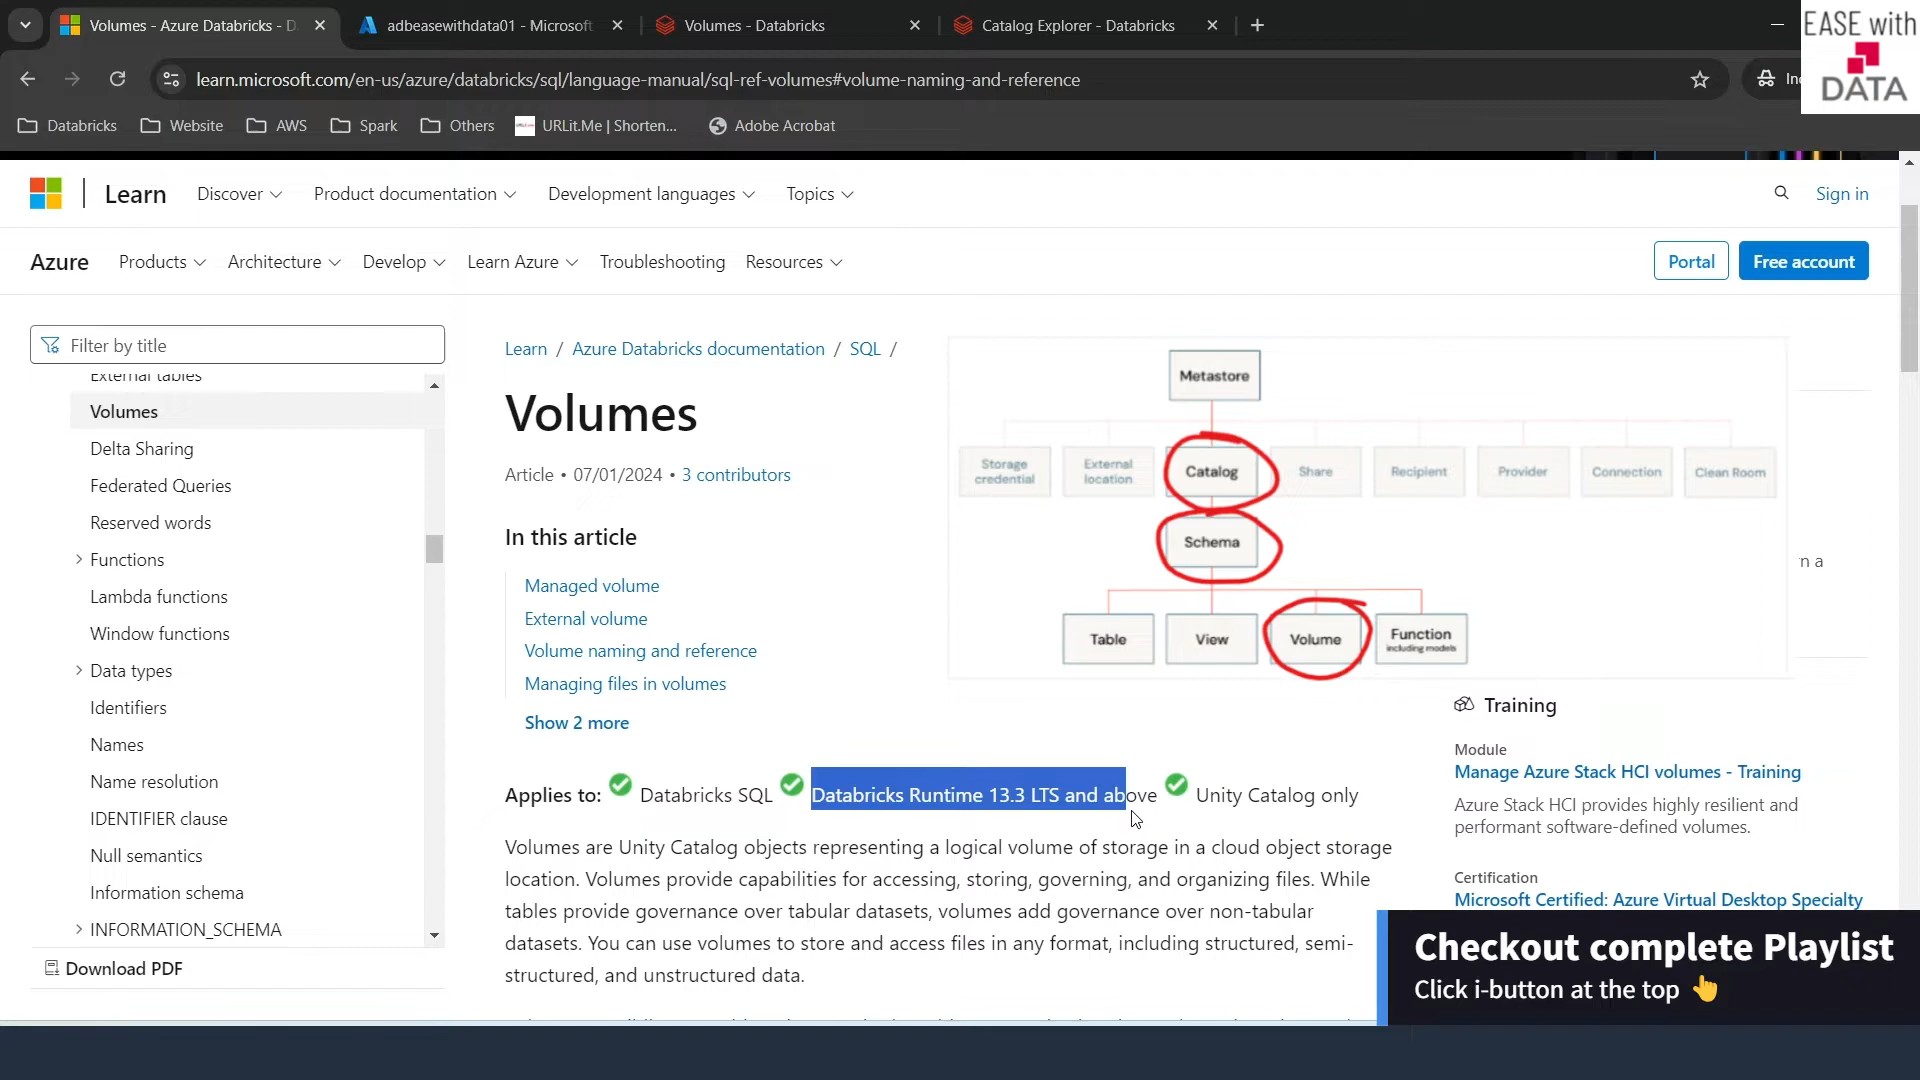 Volumes - Azure Databricks - D
adbeasewithdata01 - Microsoft
Volumes - Databricks
Catalog Explorer - Databricks
EASE with
DATA
learn.microsoft.com/en-us/azure/databricks/sql/language-manual/sql-ref-volumes#volume-naming-and-reference
Databricks
Website
AWS
Spark
Others
URLit.Me | Shorten...
Adobe Acrobat
Learn
Discover
Product documentation
Development languages
Topics
Sign in
Azure
Products
Architecture
Develop
Learn Azure
Troubleshooting
Resources
Portal
Free account
Filter by title
External tables
Volumes
Delta Sharing
Federated Queries
Reserved words
Functions
Lambda functions
Window functions
Data types
Identifiers
Names
Name resolution
IDENTIFIER clause
Null semantics
Information schema
INFORMATION_SCHEMA
Download PDF
Learn / Azure Databricks documentation / SQL /
Volumes
Article • 07/01/2024 • 3 contributors
In this article
Managed volume
External volume
Volume naming and reference
Managing files in volumes
Show 2 more
Metastore
Storage credential
External location
Catalog
Share
Recipient
Provider
Connection
Clean Room
Schema
Table
View
Volume
Function
including models
Applies to: Databricks SQL Databricks Runtime 13.3 LTS and above Unity Catalog only
Volumes are Unity Catalog objects representing a logical volume of storage in a cloud object storage
location. Volumes provide capabilities for accessing, storing, governing, and organizing files. While
tables provide governance over tabular datasets, volumes add governance over non-tabular
datasets. You can use volumes to store and access files in any format, including structured, semi-
structured, and unstructured data.
Training
Module
Manage Azure Stack HCI volumes - Training
Azure Stack HCI provides highly resilient and
performant software-defined volumes.
Certification
Microsoft Certified: Azure Virtual Desktop Specialty
Checkout complete Playlist
Click i-button at the top 👆